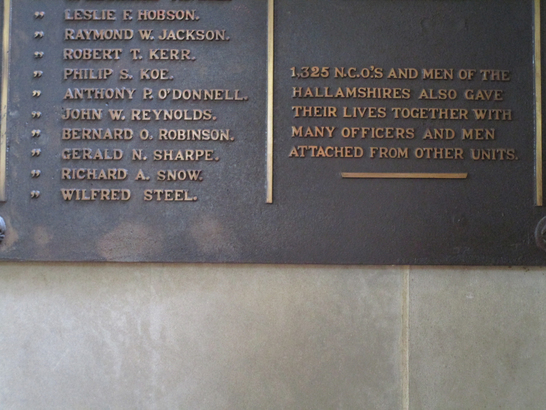 " LESLIE F. HOBSON.
" RAYMOND W. JACKSON.
" ROBERT T. KERR.
" PHILIP S. KOE.
" ANTHONY P. O'DONNELL.
" JOHN W. REYNOLDS.
" BERNARD O. ROBINSON.
" GERALD N. SHARPE.
" RICHARD A. SNOW.
" WILFRED STEEL.
1,325 N.C.O.'S AND MEN OF THE
HALLAMSHIRES ALSO GAVE
THEIR LIVES TOGETHER WITH
MANY OFFICERS AND MEN
ATTACHED FROM OTHER UNITS.